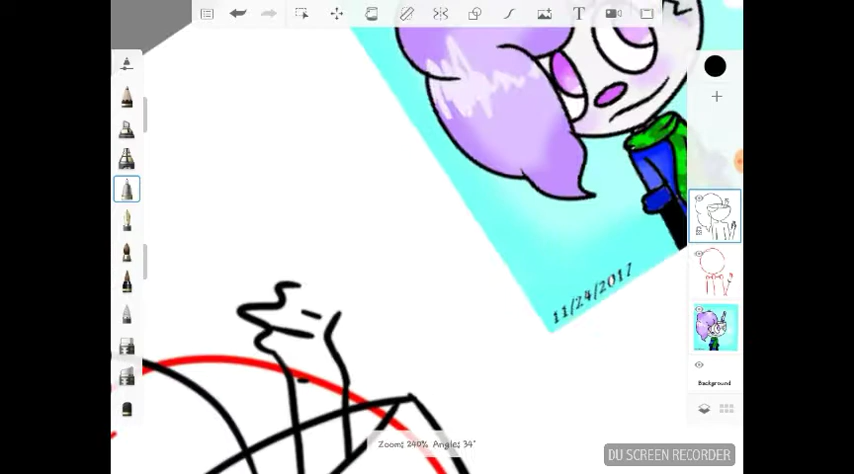 T
11/24/2017
Background
Zoom: 240% Angle: 34°
DU SCREEN RECORDER